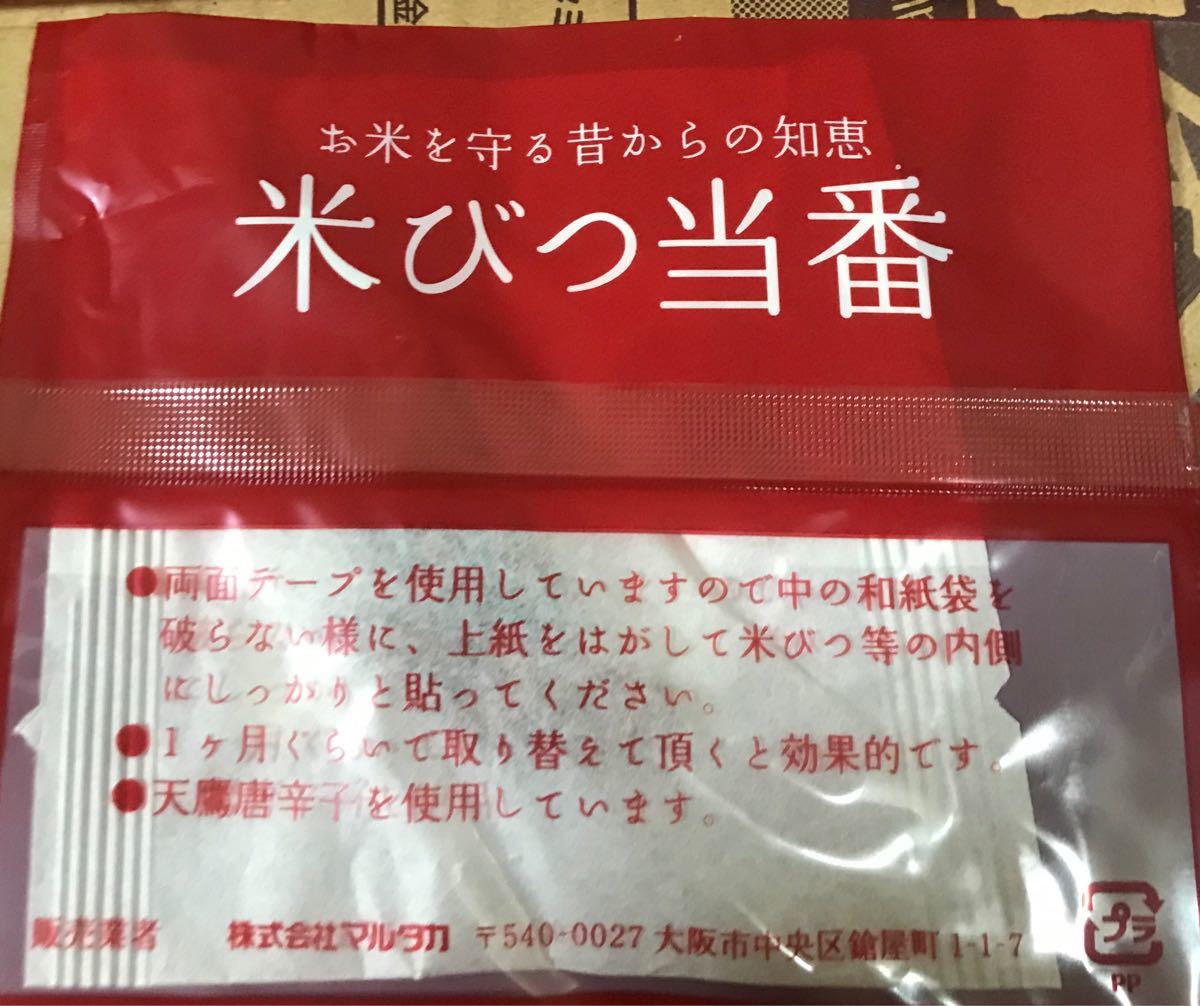 お米を守る昔からの知恵
米びつ当番
●両面テープを使用していますので中の和紙袋を
破らない様に、上紙をはがして米びつ等の内側
にしっかりと貼ってください。
●1ヶ月ぐらいで取り替えて頂くと効果的です。
●天鷹唐辛子を使用しています。
販売業者 株式会社マルタカ 〒540-0027 大阪市中央区鎗屋町1-1-7
プラ
PP